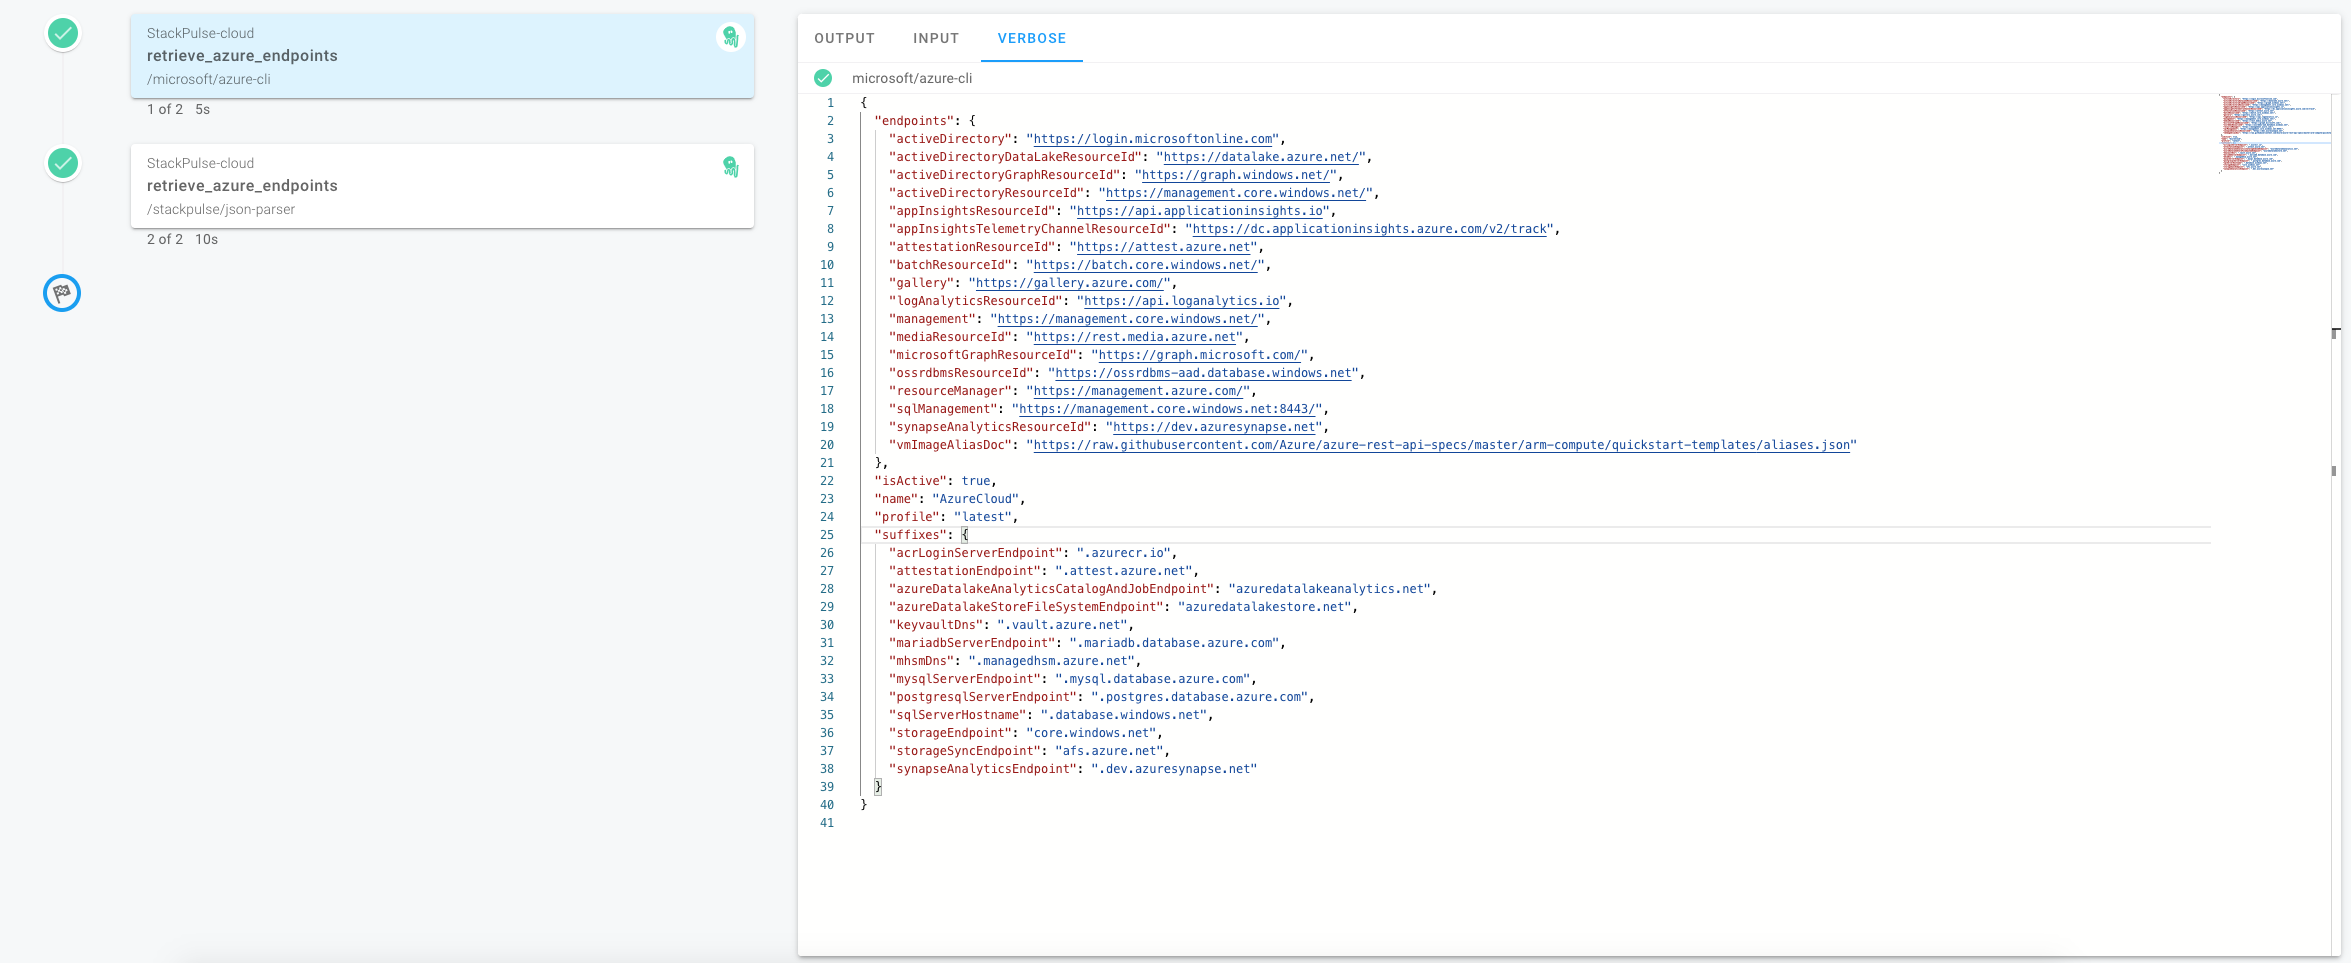 StackPulse-cloud
retrieve_azure_endpoints
/microsoft/azure-cli
1 of 2 5s
StackPulse-cloud
retrieve_azure_endpoints
/stackpulse/json-parser
2 of 2 10s
OUTPUT INPUT VERBOSE
microsoft/azure-cli
1 {
2 "endpoints": {
3 "activeDirectory": "https://login.microsoftonline.com",
4 "activeDirectoryDataLakeResourceId": "https://datalake.azure.net/",
5 "activeDirectoryGraphResourceId": "https://graph.windows.net/",
6 "activeDirectoryResourceId": "https://management.core.windows.net/",
7 "appInsightsResourceId": "https://api.applicationinsights.io",
8 "appInsightsTelemetryChannelResourceId": "https://dc.applicationinsights.azure.com/v2/track",
9 "attestationResourceId": "https://attest.azure.net",
10 "batchResourceId": "https://batch.core.windows.net/",
11 "gallery": "https://gallery.azure.com/",
12 "logAnalyticsResourceId": "https://api.loganalytics.io",
13 "management": "https://management.core.windows.net/",
14 "mediaResourceId": "https://rest.media.azure.net",
15 "microsoftGraphResourceId": "https://graph.microsoft.com/",
16 "ossrdbmsResourceId": "https://ossrdbms-aad.database.windows.net",
17 "resourceManager": "https://management.azure.com/",
18 "sqlManagement": "https://management.core.windows.net:8443/",
19 "synapseAnalyticsResourceId": "https://dev.azuresynapse.net",
20 "vmImageAliasDoc": "https://raw.githubusercontent.com/Azure/azure-rest-api-specs/master/arm-compute/quickstart-templates/aliases.json"
21 },
22 "isActive": true,
23 "name": "AzureCloud",
24 "profile": "latest",
25 "suffixes": {
26 "acrLoginServerEndpoint": ".azurecr.io",
27 "attestationEndpoint": ".attest.azure.net",
28 "azureDatalakeAnalyticsCatalogAndJobEndpoint": "azuredatalakeanalytics.net",
29 "azureDatalakeStoreFileSystemEndpoint": "azuredatalakestore.net",
30 "keyvaultDns": ".vault.azure.net",
31 "mariadbServerEndpoint": ".mariadb.database.azure.com",
32 "mhsmDns": ".managedhsm.azure.net",
33 "mysqlServerEndpoint": ".mysql.database.azure.com",
34 "postgresqlServerEndpoint": ".postgres.database.azure.com",
35 "sqlServerHostname": ".database.windows.net",
36 "storageEndpoint": "core.windows.net",
37 "storageSyncEndpoint": "afs.azure.net",
38 "synapseAnalyticsEndpoint": ".dev.azuresynapse.net"
39 }
40 }
41